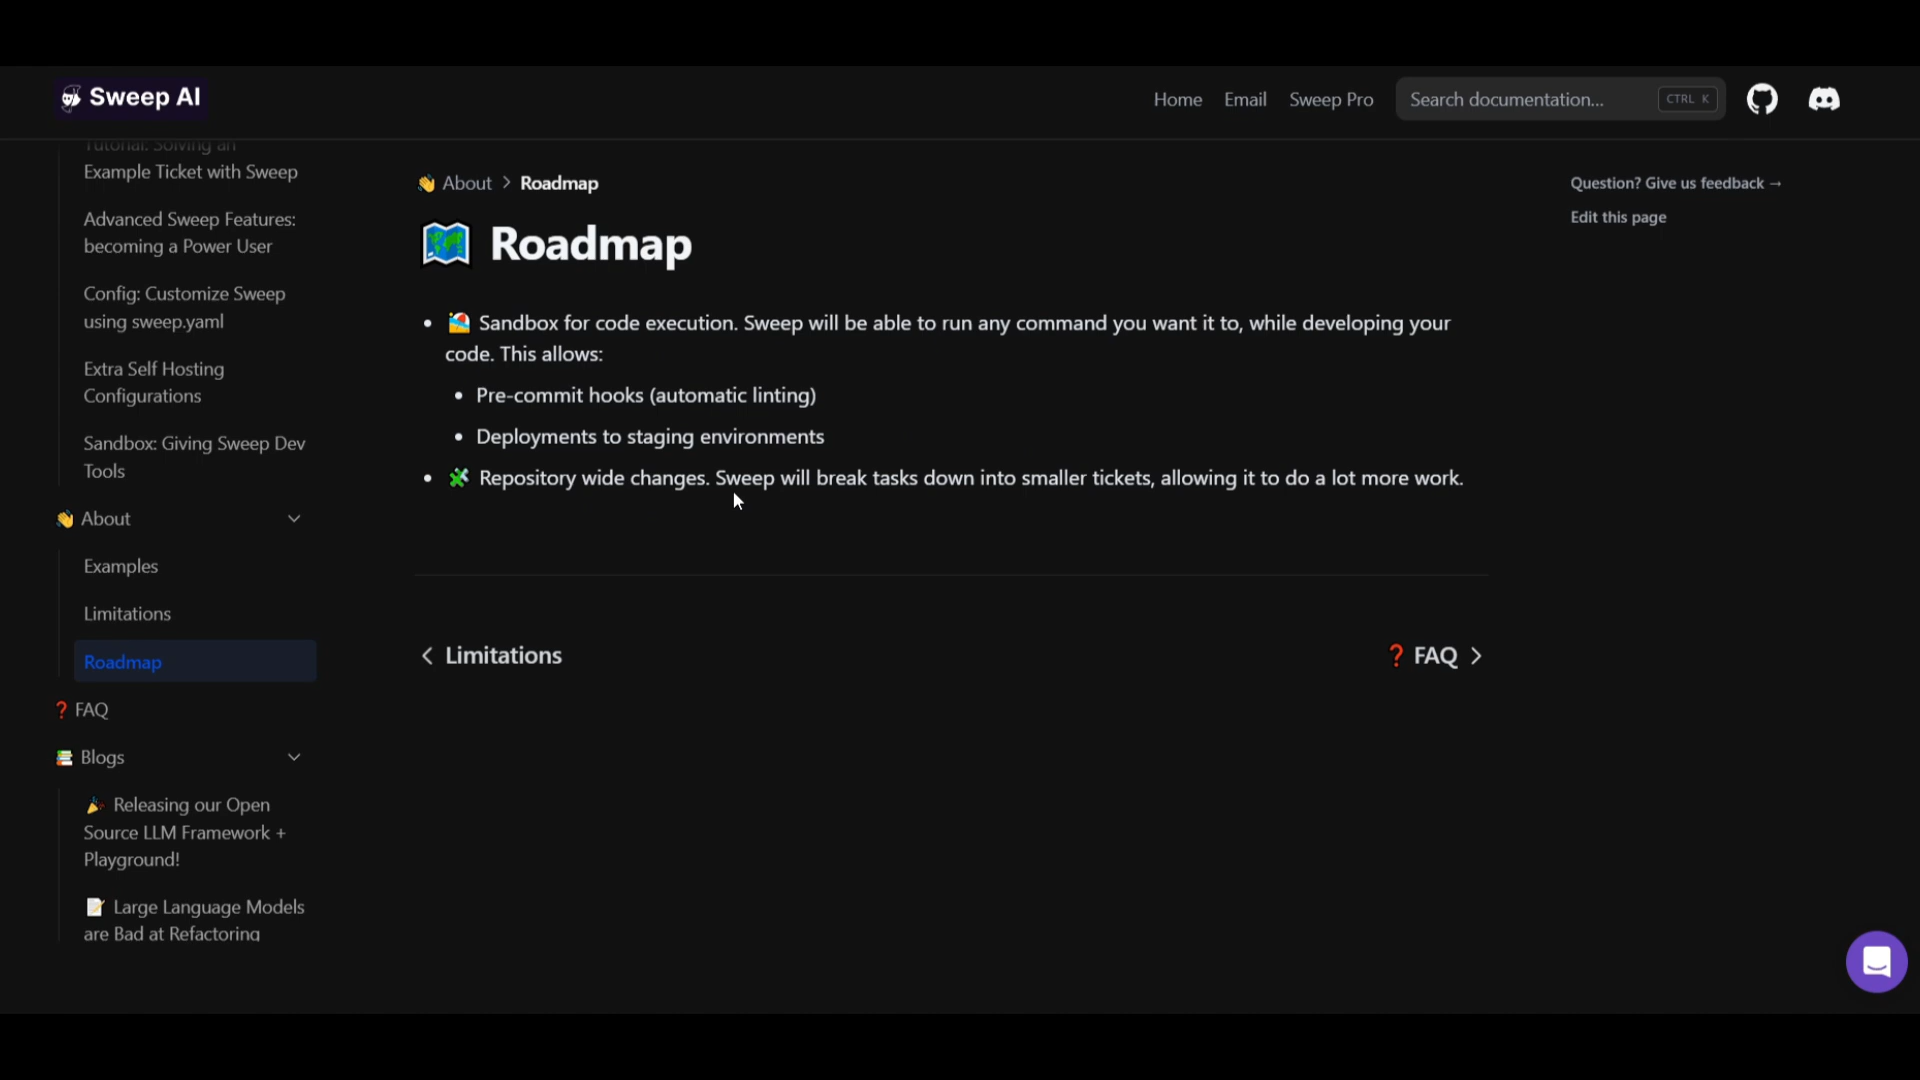 Sweep AI
Home Email Sweep Pro Search documentation... CTRL K
Tutorial: Solving an
Example Ticket with Sweep
Advanced Sweep Features:
becoming a Power User
Config: Customize Sweep
using sweep.yaml
Extra Self Hosting
Configurations
Sandbox: Giving Sweep Dev
Tools
👋 About
Examples
Limitations
Roadmap
❓ FAQ
📚 Blogs
🎉 Releasing our Open
Source LLM Framework +
Playground!
📝 Large Language Models
are Bad at Refactoring
👋 About > Roadmap
🗺️ Roadmap
• 🏖️ Sandbox for code execution. Sweep will be able to run any command you want it to, while developing your
code. This allows:
• Pre-commit hooks (automatic linting)
• Deployments to staging environments
• 🧩 Repository wide changes. Sweep will break tasks down into smaller tickets, allowing it to do a lot more work.
< Limitations
❓ FAQ >
Question? Give us feedback →
Edit this page